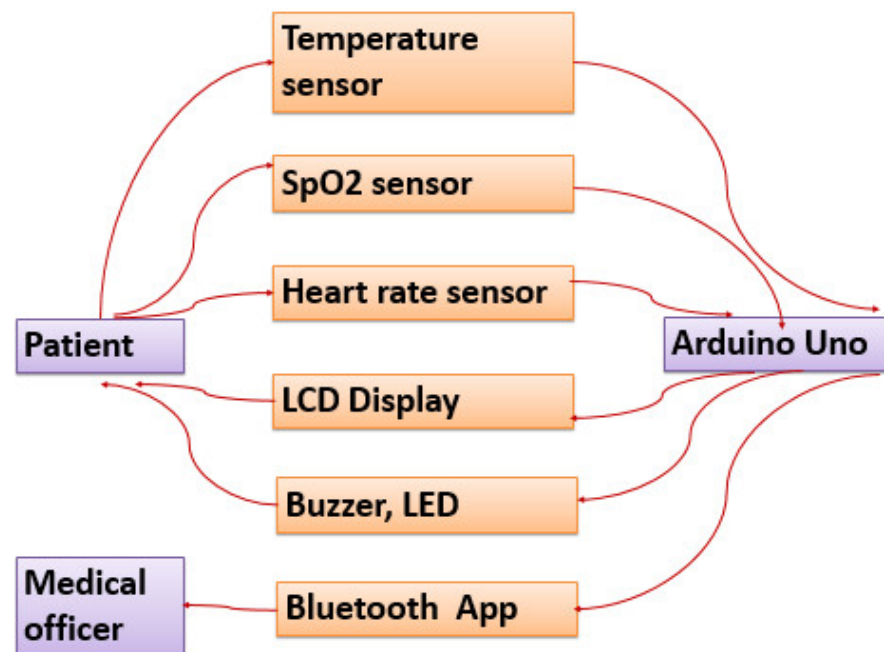 Temperature
sensor
SpO2 sensor
Heart rate sensor
Patient
Arduino Uno
LCD Display
Buzzer, LED
Medical
officer
Bluetooth App